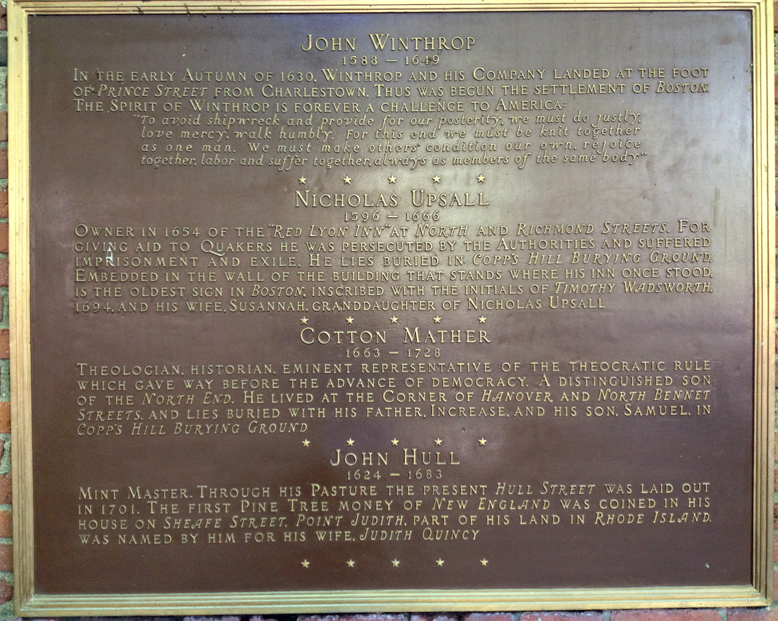 JOHN WINTHROP
1588 – 1649
IN THE EARLY AUTUMN OF 1630, WINTHROP AND HIS COMPANY LANDED AT THE FOOT
OF PRINCE STREET FROM CHARLESTOWN. THUS WAS BEGUN THE SETTLEMENT OF BOSTON.
THE SPIRIT OF WINTHROP IS FOREVER A CHALLENGE TO AMERICA:
"To avoid shipwreck and provide for our posterity, we must do justly,
love mercy, walk humbly. For this end we must be knit together
as one man. We must make others' condition our own, rejoice
together, labor and suffer together, always as members of the same body"
NICHOLAS UPSALL
1596 – 1666
OWNER IN 1654 OF THE "RED LYON INN" AT NORTH AND RICHMOND STREETS. FOR
GIVING AID TO QUAKERS HE WAS PERSECUTED BY THE AUTHORITIES AND SUFFERED
IMPRISONMENT AND EXILE. HE LIES BURIED IN COPP'S HILL BURYING GROUND.
EMBEDDED IN THE WALL OF THE BUILDING THAT STANDS WHERE HIS INN ONCE STOOD,
IS THE OLDEST SIGN IN BOSTON, INSCRIBED WITH THE INITIALS OF TIMOTHY WADSWORTH,
1694, AND HIS WIFE, SUSANNAH, GRANDDAUGHTER OF NICHOLAS UPSALL
COTTON MATHER
1663 – 1728
THEOLOGIAN, HISTORIAN, EMINENT REPRESENTATIVE OF THE THEOCRATIC RULE
WHICH GAVE WAY BEFORE THE ADVANCE OF DEMOCRACY. A DISTINGUISHED SON
OF THE NORTH END. HE LIVED AT THE CORNER OF HANOVER AND NORTH BENNET
STREETS, AND LIES BURIED WITH HIS FATHER, INCREASE, AND HIS SON, SAMUEL, IN
COPP'S HILL BURYING GROUND
JOHN HULL
1624 – 1683
MINT MASTER. THROUGH HIS PASTURE THE PRESENT HULL STREET WAS LAID OUT
IN 1701. THE FIRST PINE TREE MONEY OF NEW ENGLAND WAS COINED IN HIS
HOUSE ON SHEAFE STREET. POINT JUDITH, PART OF HIS LAND IN RHODE ISLAND,
WAS NAMED BY HIM FOR HIS WIFE, JUDITH QUINCY